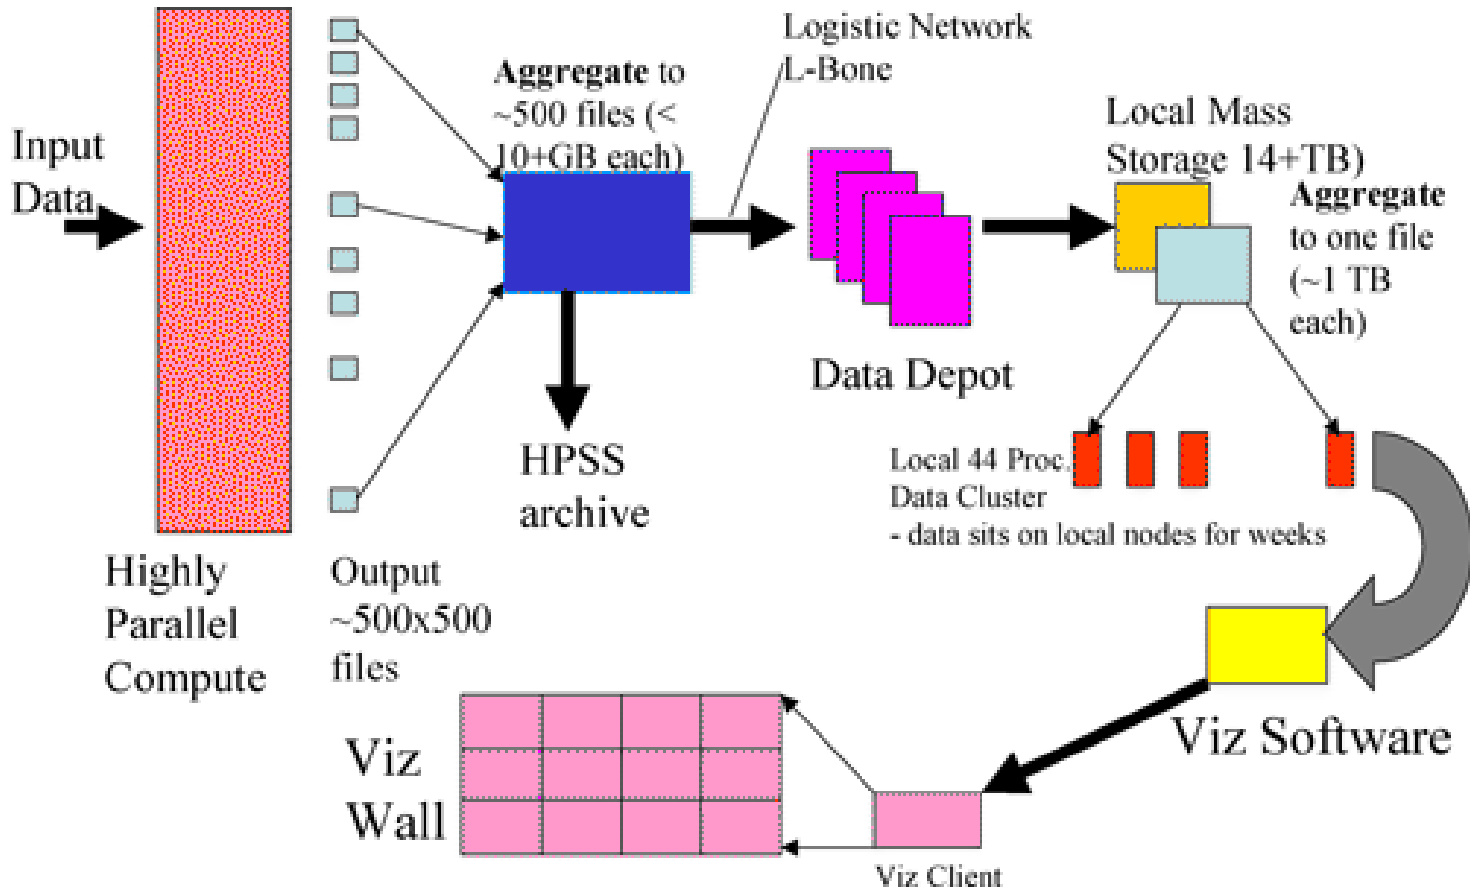 Input
Data
Highly
Parallel
Compute
Output
~500x500
files
Aggregate to
~500 files (<
10+GB each)
HPSS
archive
Logistic Network
L-Bone
Data Depot
Local Mass
Storage 14+TB)
Aggregate
to one file
(~1 TB
each)
Local 44 Proc.
Data Cluster
- data sits on local nodes for weeks
Viz Software
Viz Client
Viz
Wall